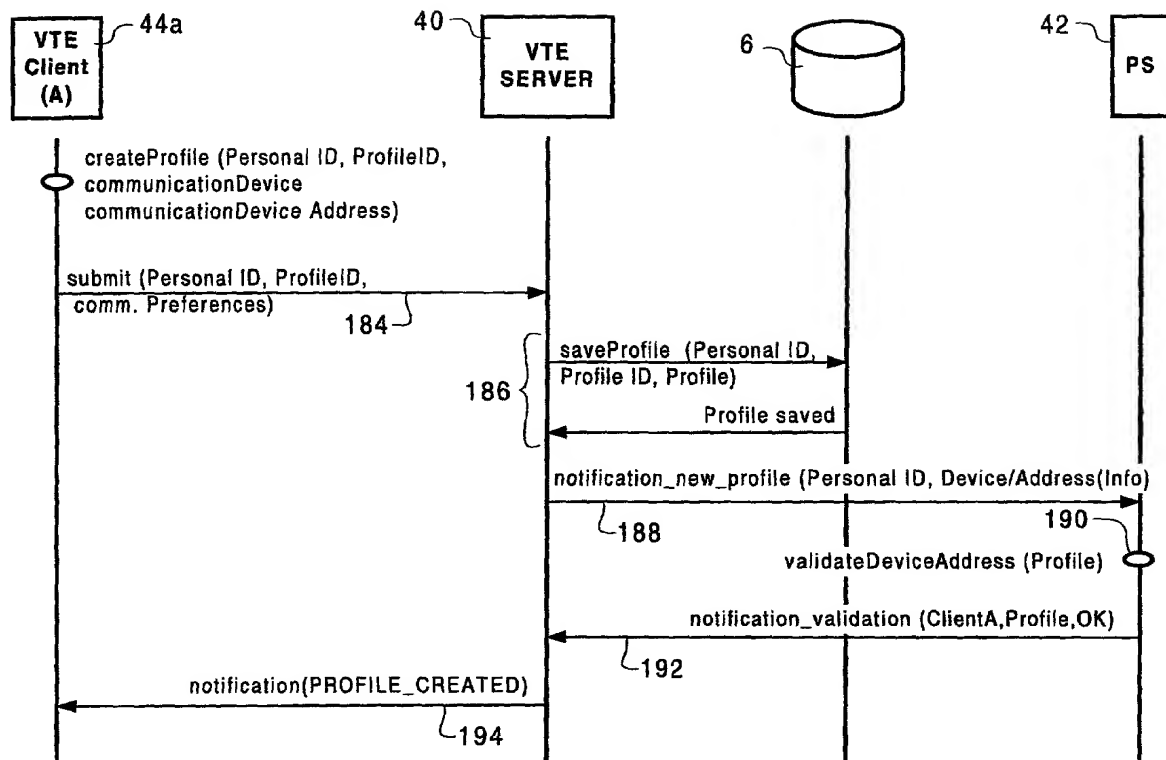 44a
40
6
42
VTE
Client
(A)
VTE
SERVER
PS
createProfile (Personal ID, ProfileID,
communicationDevice
communicationDevice Address)
submit (Personal ID, ProfileID,
comm. Preferences)
184
saveProfile (Personal ID,
Profile ID, Profile)
186
Profile saved
notification_new_profile (Personal ID, Device/Address(Info)
188
190
validateDeviceAddress (Profile)
notification_validation (ClientA,Profile,OK)
192
notification(PROFILE_CREATED)
194